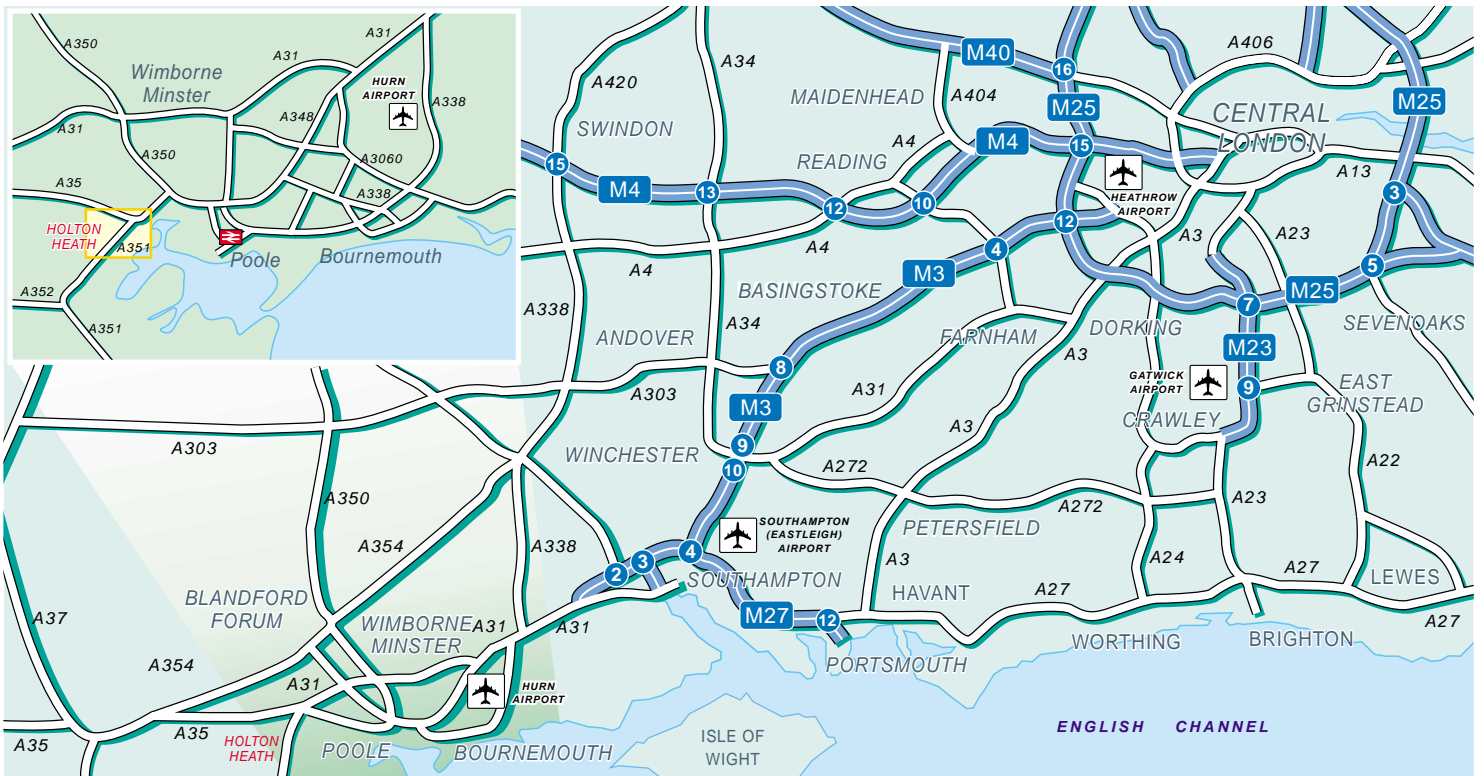 A350
A31
A31
Wimborne
Minster
HURN
AIRPORT
A338
A348
A31
A350
A3060
A35
A338
HOLTON
HEATH
A351
Poole
Bournemouth
A352
A351
A420
A34
M40
16
A406
MAIDENHEAD
A404
M25
M25
SWINDON
CENTRAL
LONDON
A4
M4
15
READING
15
M4
13
12
10
HEATHROW
AIRPORT
A13
3
12
A4
A4
4
A3
A23
5
M3
BASINGSTOKE
M25
A338
A34
7
ANDOVER
FARNHAM
DORKING
SEVENOAKS
A3
M23
8
GATWICK
AIRPORT
9
EAST
GRINSTEAD
A303
A31
M3
CRAWLEY
A303
WINCHESTER
9
A3
10
A272
A22
A350
A23
A272
PETERSFIELD
SOUTHAMPTON
(EASTLEIGH)
AIRPORT
A354
A338
4
3
2
A3
A24
SOUTHAMPTON
HAVANT
A27
A27
LEWES
BLANDFORD
FORUM
A37
WIMBORNE
MINSTER
A31
A31
M27
12
A27
WORTHING
BRIGHTON
A354
PORTSMOUTH
A31
HURN
AIRPORT
A35
A35
HOLTON
HEATH
POOLE
BOURNEMOUTH
ISLE OF
WIGHT
ENGLISH CHANNEL